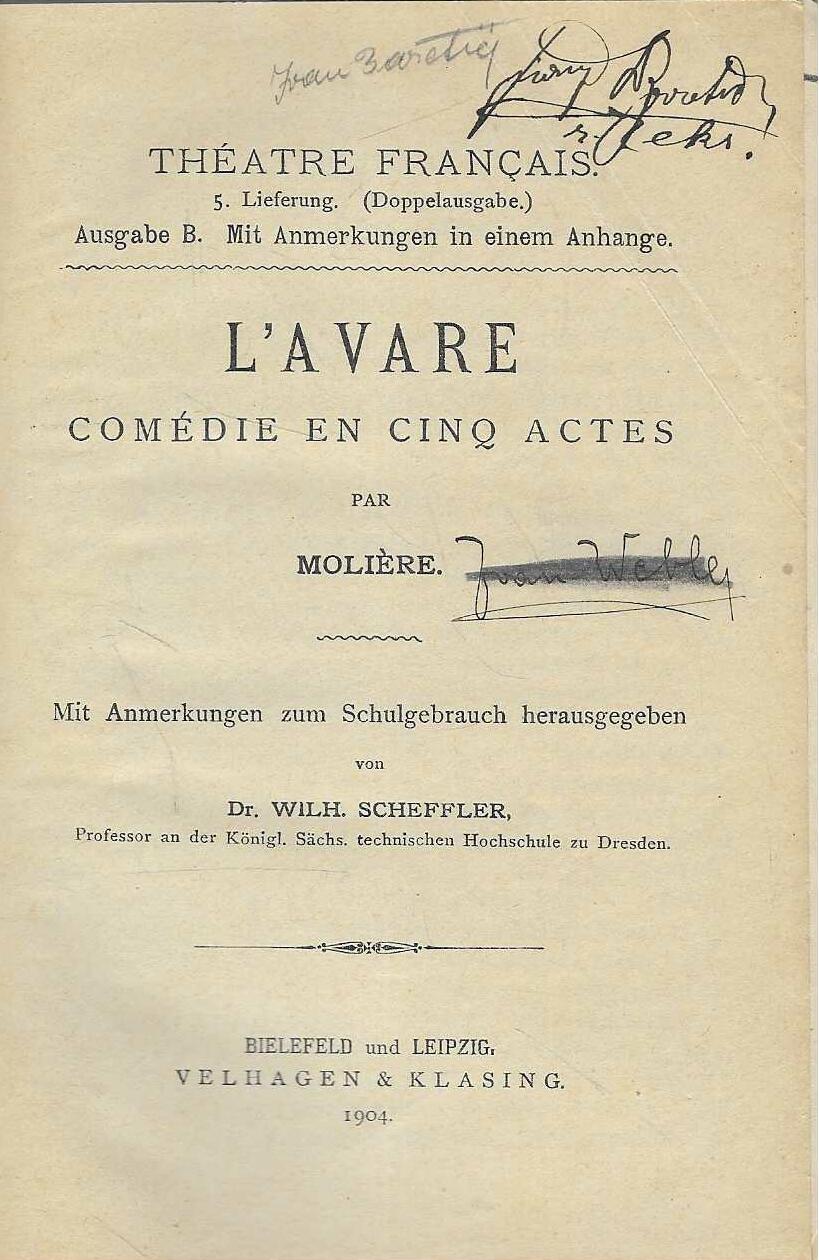 Ivan
THÉATRE FRANÇAIS.
5. Lieferung. (Doppelausgabe.)
Ausgabe B. Mit Anmerkungen in einem Anhange.
L'AVARE
COMÉDIE EN CINQ ACTES
PAR
MOLIÈRE. Ivan
Mit Anmerkungen zum Schulgebrauch herausgegeben
von
Dr. WILH. SCHEFFLER,
Professor an der Königl. Sächs. technischen Hochschule zu Dresden.
BIELEFELD und LEIPZIG,
VELHAGEN & KLASING.
1904.